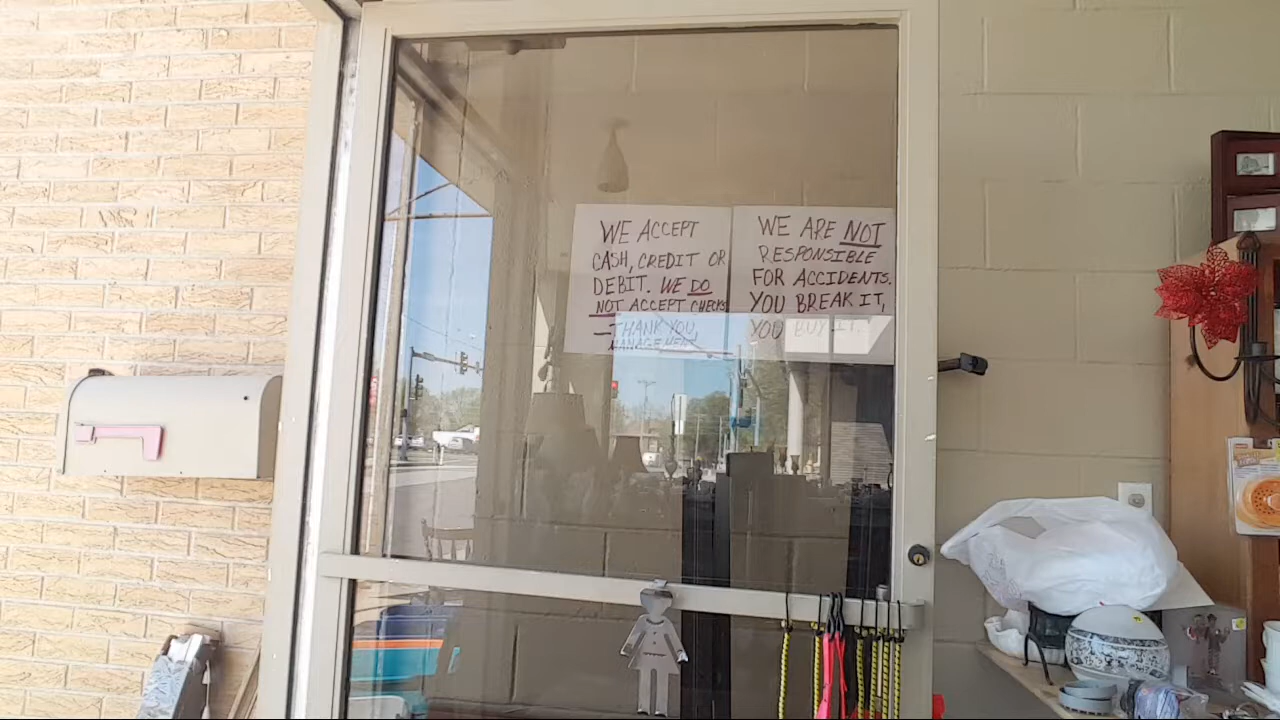 WE ACCEPT
CASH, CREDIT OR
DEBIT. WE DO
NOT ACCEPT CHECKS
—THANK YOU,
MANAGEMENT
WE ARE NOT
RESPONSIBLE
FOR ACCIDENTS.
YOU BREAK IT,
YOU BUY IT.